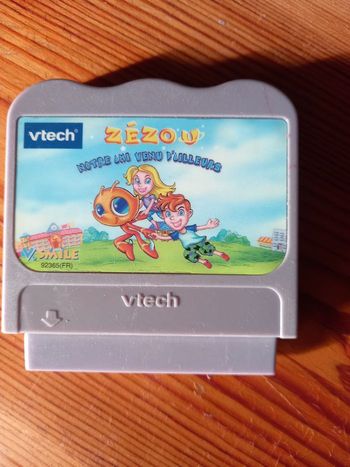 vtech®
ZÉZOU
NOTRE AMI VENU D'AILLEURS
V.SMILE
92365(FR)
vtech